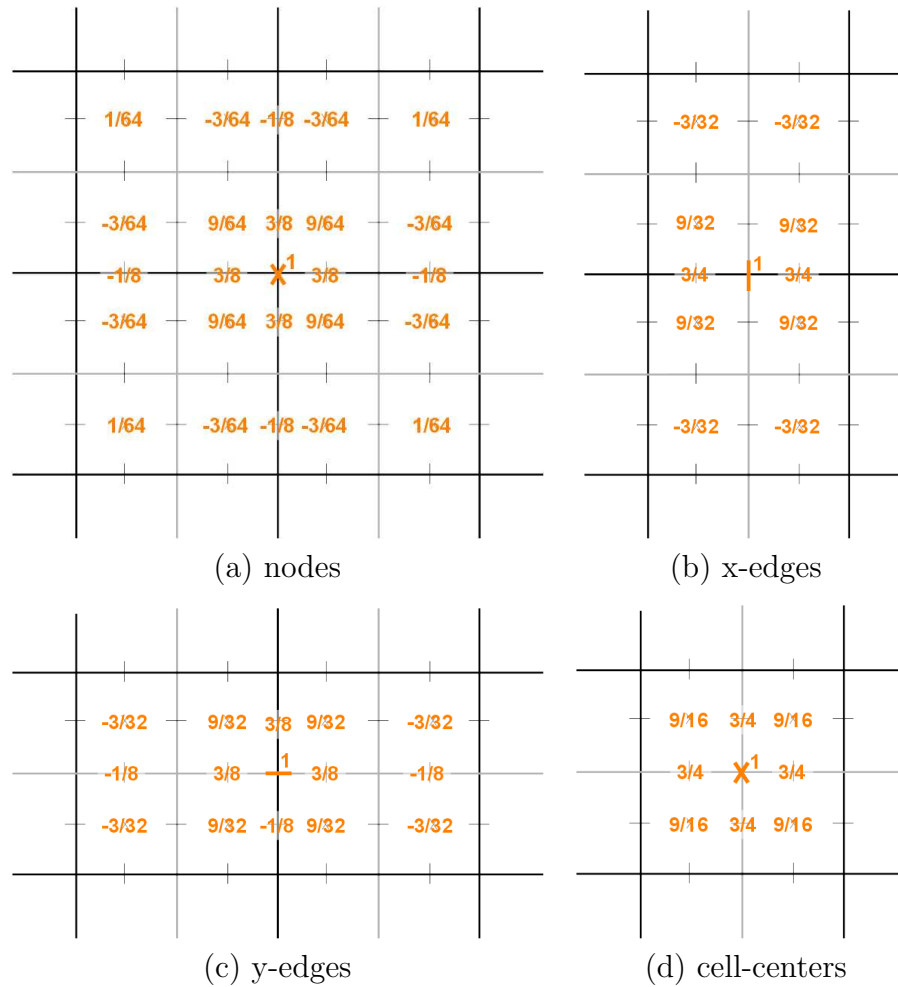 1/64 -3/64 -1/8 -3/64 1/64
-3/64 9/64 3/8 9/64 -3/64
1
-1/8 3/8 3/8 -1/8
-3/64 9/64 3/8 9/64 -3/64
1/64 -3/64 -1/8 -3/64 1/64
(a) nodes
-3/32 -3/32
9/32 9/32
1
3/4 3/4
9/32 9/32
-3/32 -3/32
(b) x-edges
-3/32 9/32 3/8 9/32 -3/32
1
-1/8 3/8 3/8 -1/8
-3/32 9/32 -1/8 9/32 -3/32
(c) y-edges
9/16 3/4 9/16
1
3/4 3/4
9/16 3/4 9/16
(d) cell-centers